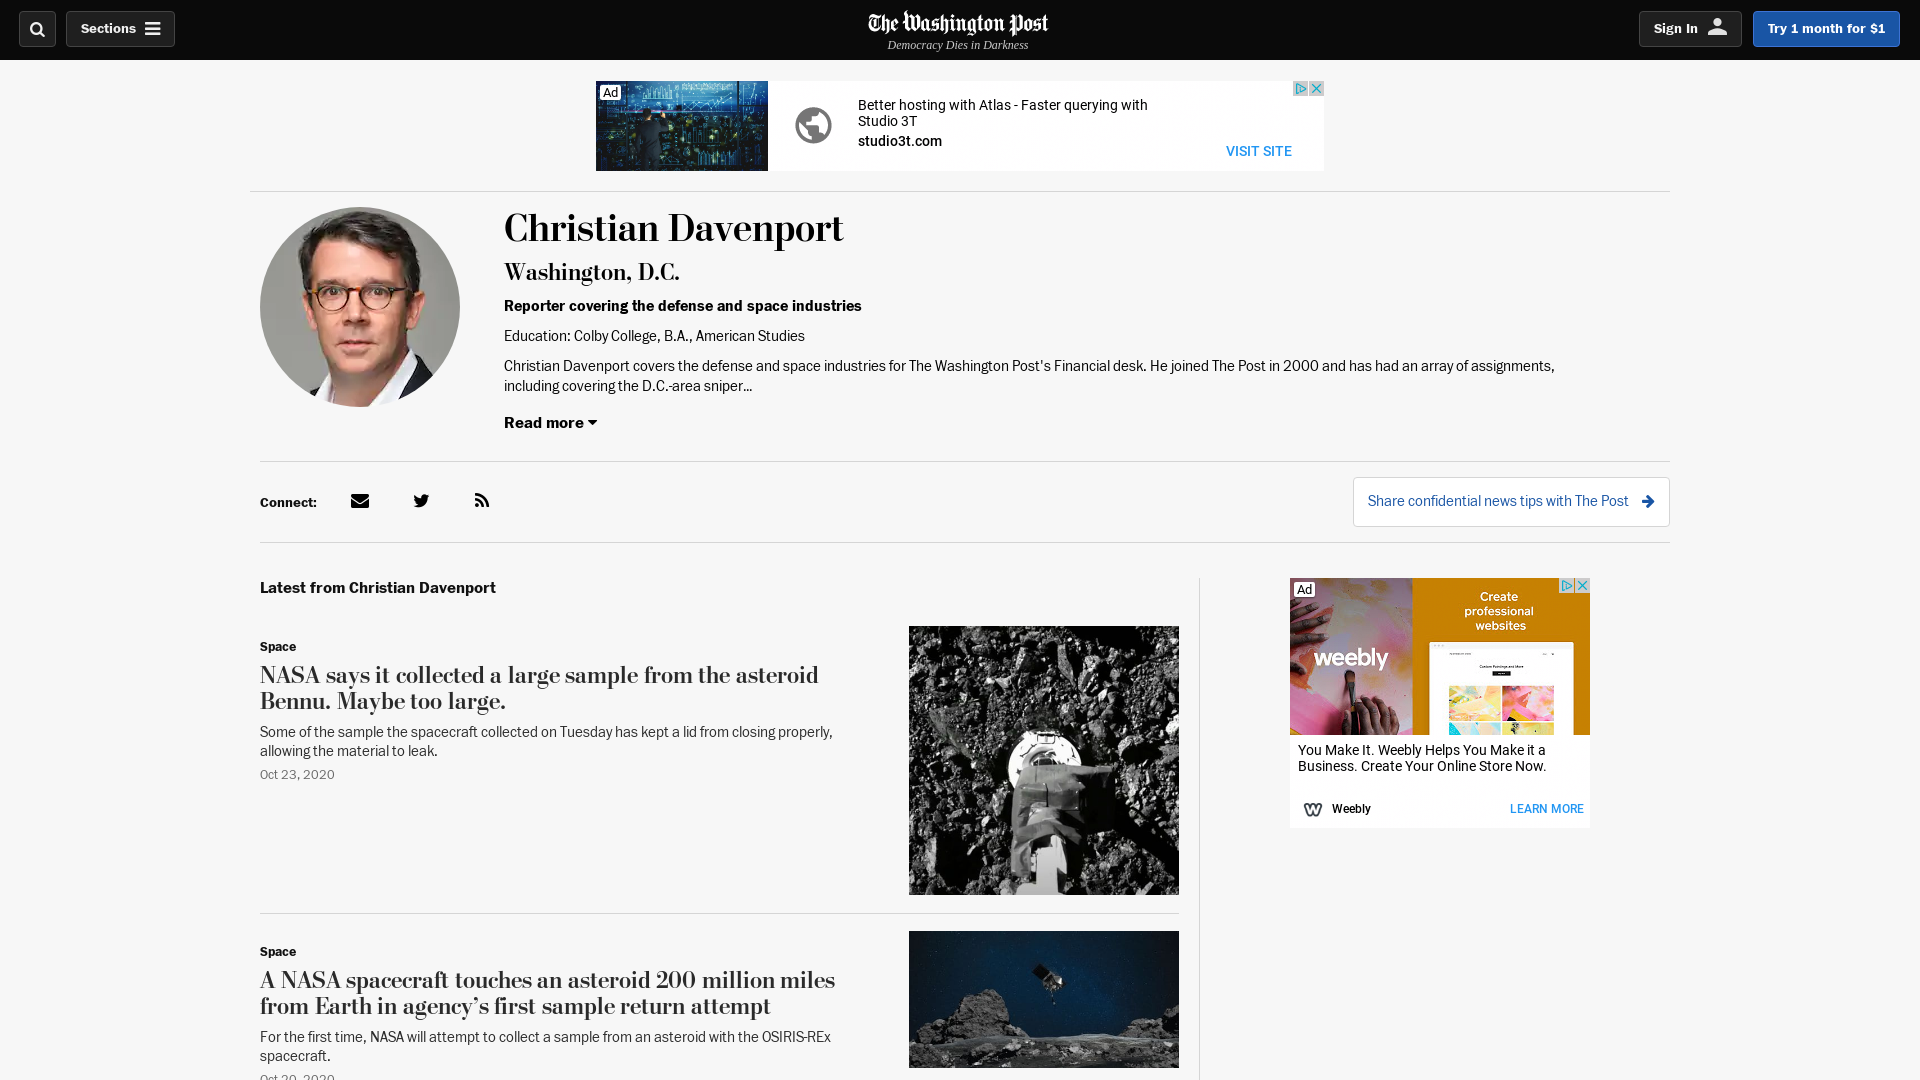 Sections
The Washington Post
Democracy Dies in Darkness
Sign In
Try 1 month for $1
Ad
Better hosting with Atlas - Faster querying with
Studio 3T
studio3t.com
VISIT SITE
Christian Davenport
Washington, D.C.
Reporter covering the defense and space industries
Education: Colby College, B.A., American Studies
Christian Davenport covers the defense and space industries for The Washington Post's Financial desk. He joined The Post in 2000 and has had an array of assignments,
including covering the D.C.-area sniper...
Read more
Connect:
Share confidential news tips with The Post
Latest from Christian Davenport
Space
NASA says it collected a large sample from the asteroid
Bennu. Maybe too large.
Some of the sample the spacecraft collected on Tuesday has kept a lid from closing properly,
allowing the material to leak.
Oct 23, 2020
Space
A NASA spacecraft touches an asteroid 200 million miles
from Earth in agency’s first sample return attempt
For the first time, NASA will attempt to collect a sample from an asteroid with the OSIRIS-REx
spacecraft.
Oct 20, 2020
Ad
Create
professional
websites
weebly
Custom Paintings and More
You Make It. Weebly Helps You Make it a
Business. Create Your Online Store Now.
Weebly
LEARN MORE